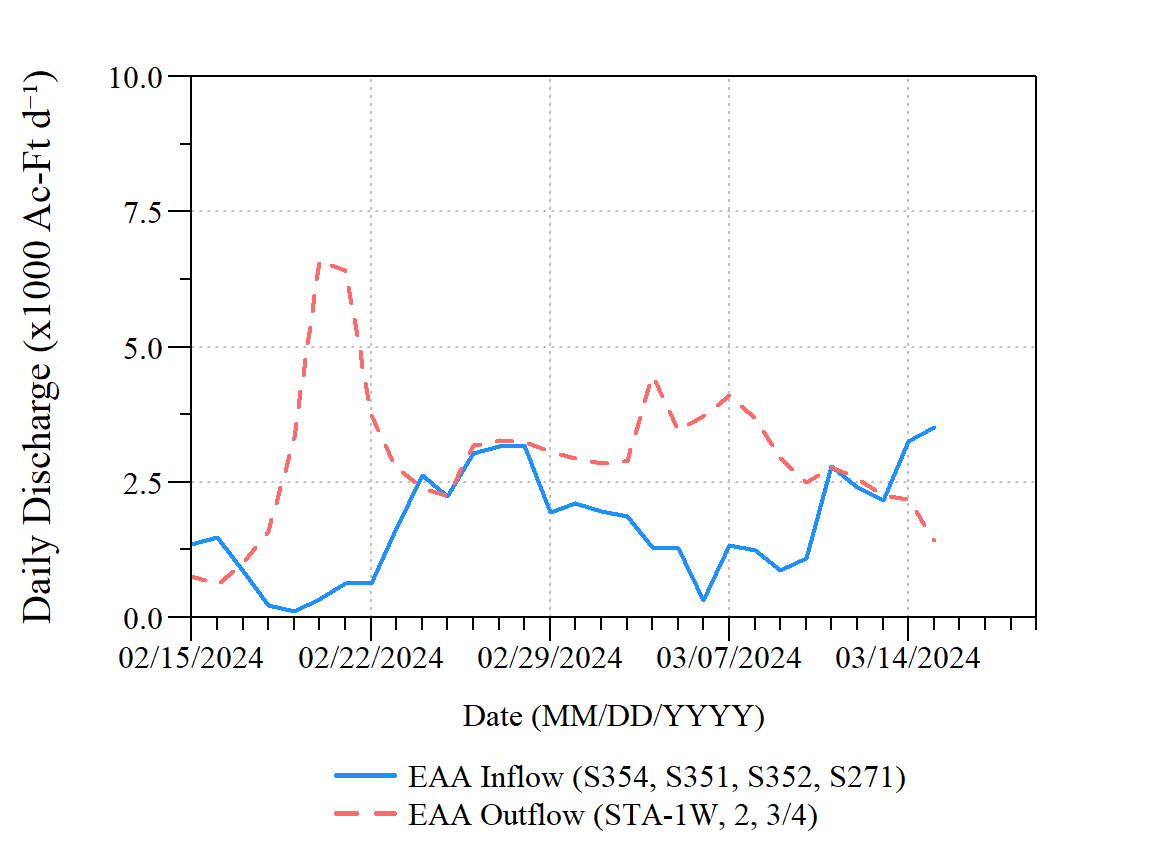 Daily Discharge (x1000 Ac-Ft d⁻¹)
10.0
7.5
5.0
2.5
0.0
02/15/2024 02/22/2024 02/29/2024 03/07/2024 03/14/2024
Date (MM/DD/YYYY)
EAA Inflow (S354, S351, S352, S271)
EAA Outflow (STA-1W, 2, 3/4)